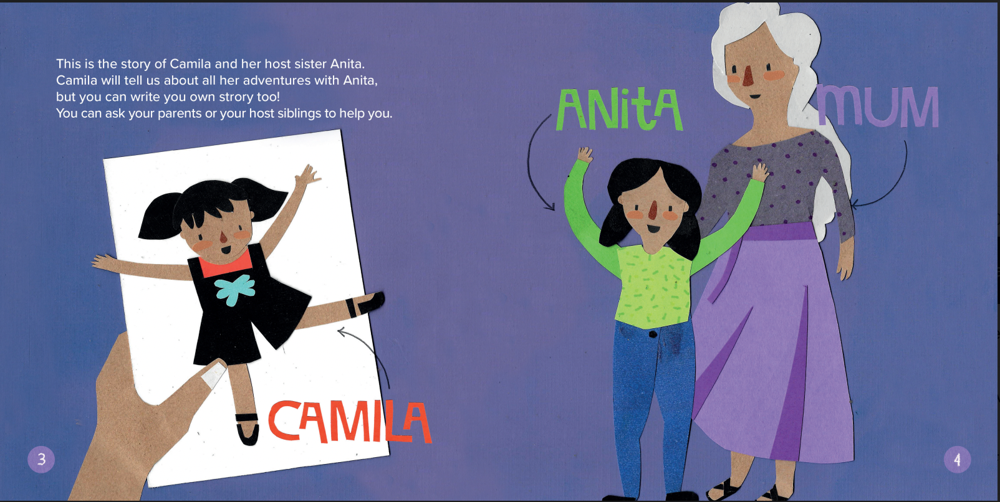 This is the story of Camila and her host sister Anita.
Camila will tell us about all her adventures with Anita,
but you can write you own strory too!
You can ask your parents or your host siblings to help you.
CAMILA
3
ANitA
mUM
4